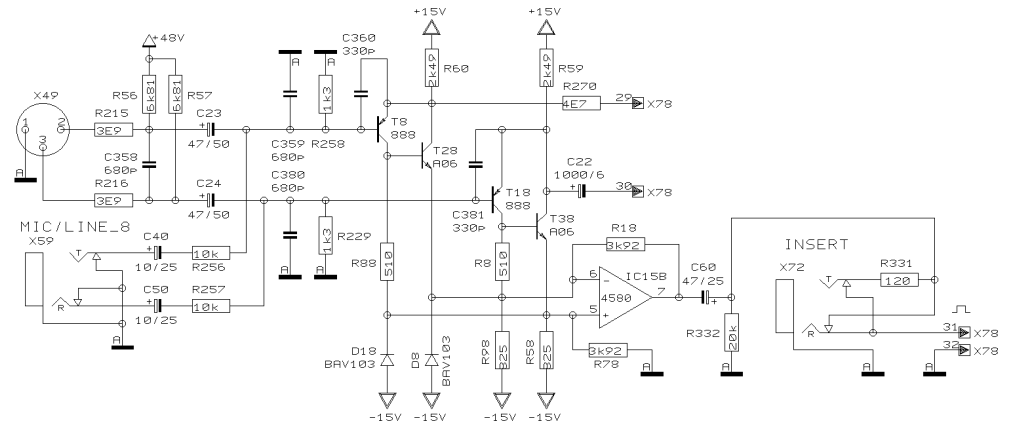 +15V
+15V
C360
330p
+48V
A
A
2k49
R60
2k49
R59
R270
4E7
29
X78
X49
R56
6k81
6k81
R57
1k3
1
2
3
R215
3E9
C23
+
47/50
T8
888
C359
680p
R258
C358
680p
T28
A06
C380
680p
C22
1000/6
+
30
X78
A
R216
3E9
C24
+
47/50
T18
888
C381
330p
T38
A06
MIC/LINE_8
X59
C40
+
10/25
10k
R256
1k3
R229
A
A
R88
510
R8
510
R18
3k92
INSERT
T
T
X72
R331
120
6
-
IC15B
4580
7
5
+
C60
47/25
+
R257
10k
C50
+
10/25
R
A
R332
20k
R
31
X78
32
X78
D18
BAV103
D8
BAV103
R98
825
R58
825
3k92
R78
A
A
A
A
-15V
-15V
-15V
-15V